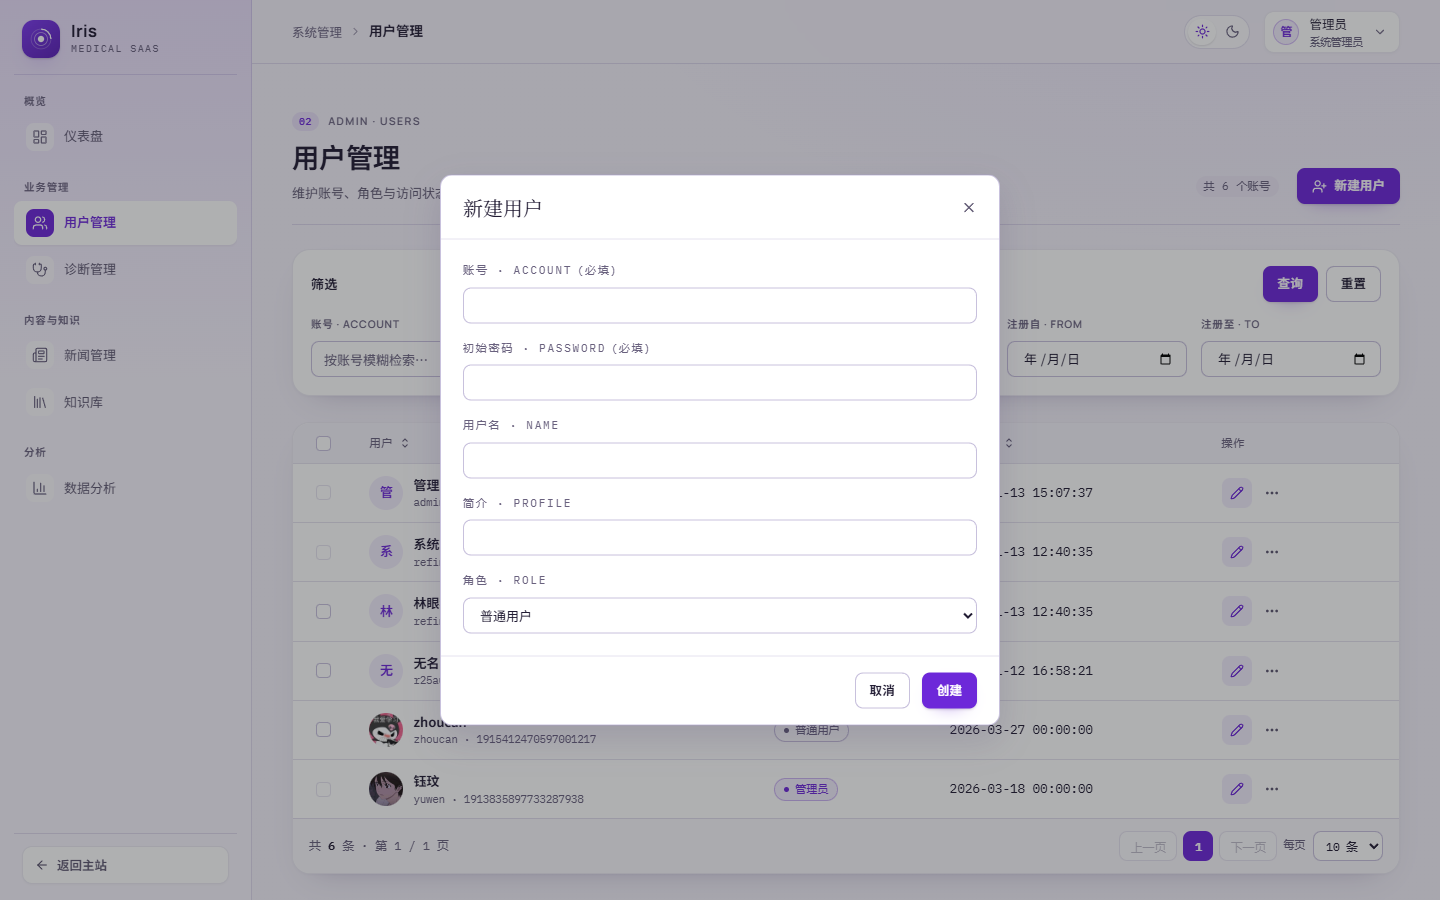 Iris
MEDICAL SAAS
概览
仪表盘
业务管理
用户管理
诊断管理
内容与知识
新闻管理
知识库
分析
数据分析
返回主站
系统管理 > 用户管理
管 管理员
系统管理员
02 ADMIN · USERS
用户管理
维护账号、角色与访问状态
共 6 个账号
新建用户
筛选
查询 重置
账号 · ACCOUNT
按账号模糊检索…
注册自 · FROM
年 /月/日
注册至 · TO
年 /月/日
用户
操作
管 管理
-13 15:07:37
系 系统
-13 12:40:35
林 林眼
-13 12:40:35
无 无名
-12 16:58:21
zhoucan
zhoucan · 1915412470597001217
普通用户
2026-03-27 00:00:00
钰玟
yuwen · 1913835897733287938
管理员
2026-03-18 00:00:00
共 6 条 · 第 1 / 1 页
上一页 1 下一页 每页 10 条
新建用户
账号 · ACCOUNT (必填)
初始密码 · PASSWORD (必填)
用户名 · NAME
简介 · PROFILE
角色 · ROLE
普通用户
取消 创建